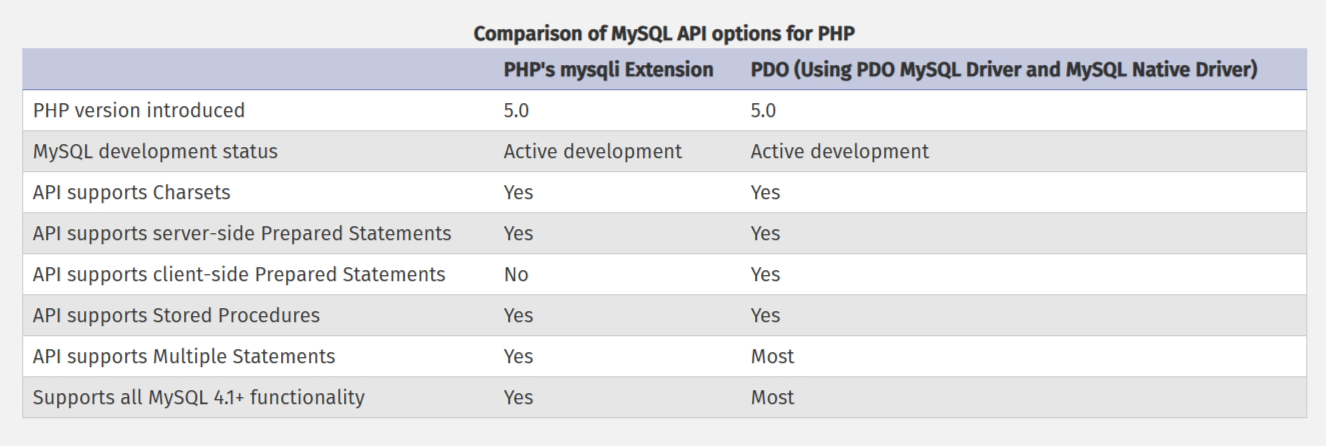 Comparison of MySQL API options for PHP
PHP's mysqli Extension PDO (Using PDO MySQL Driver and MySQL Native Driver)
PHP version introduced 5.0 5.0
MySQL development status Active development Active development
API supports Charsets Yes Yes
API supports server-side Prepared Statements Yes Yes
API supports client-side Prepared Statements No Yes
API supports Stored Procedures Yes Yes
API supports Multiple Statements Yes Most
Supports all MySQL 4.1+ functionality Yes Most